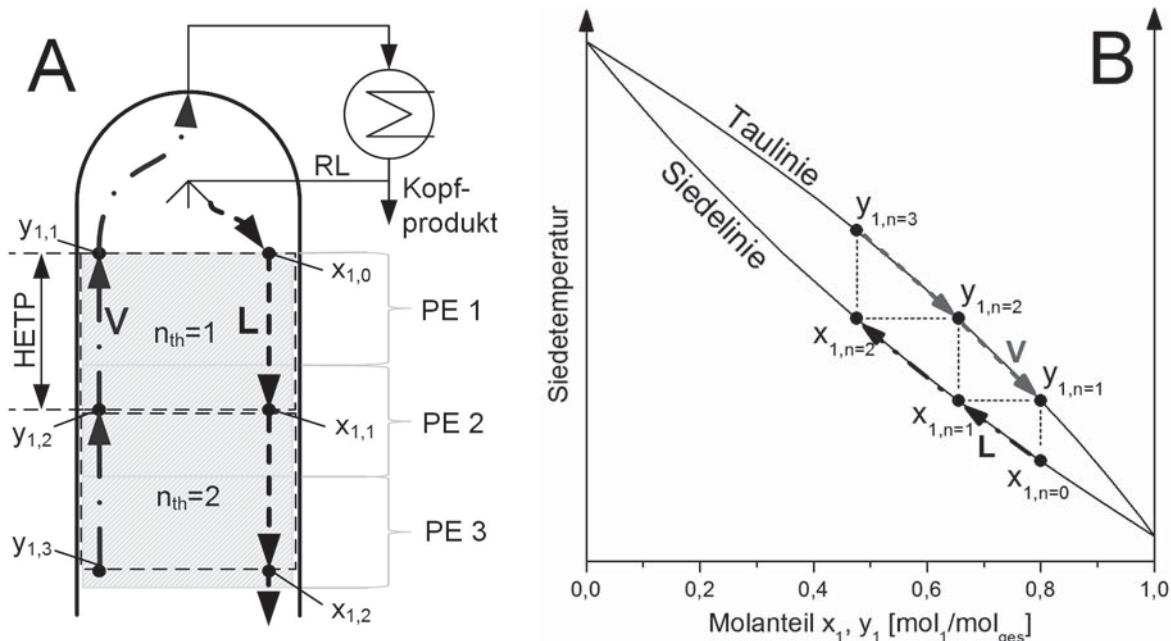 A
RL
Kopf-
produkt
y1,1
x1,0
HETP
V
L
PE 1
nth=1
y1,2
x1,1
PE 2
nth=2
PE 3
y1,3
x1,2
B
Siedetemperatur
Taulinie
Siedelinie
y1,n=3
y1,n=2
x1,n=2
V
y1,n=1
x1,n=1
L
x1,n=0
0,0 0,2 0,4 0,6 0,8 1,0
Molanteil x1, y1 [mol1/molges]